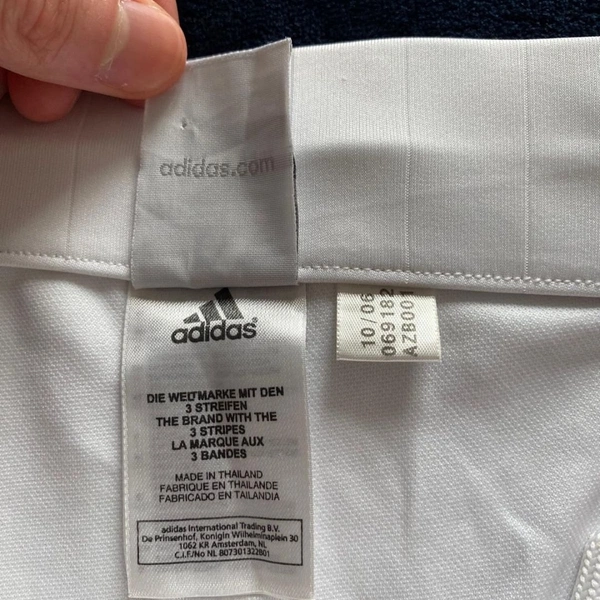 adidas.com
adidas®
DIE WELTMARKE MIT DEN
3 STREIFEN
THE BRAND WITH THE
3 STRIPES
LA MARQUE AUX
3 BANDES
MADE IN THAILAND
FABRIQUE EN THAILANDE
FABRICADO EN TAILANDIA
adidas International Trading B.V.
De Prinsenhof, Konigin Wilhelminaplein 30
1062 KR Amsterdam, NL
C.I.F./No NL 807301322B01
10/06
069182
AZB001